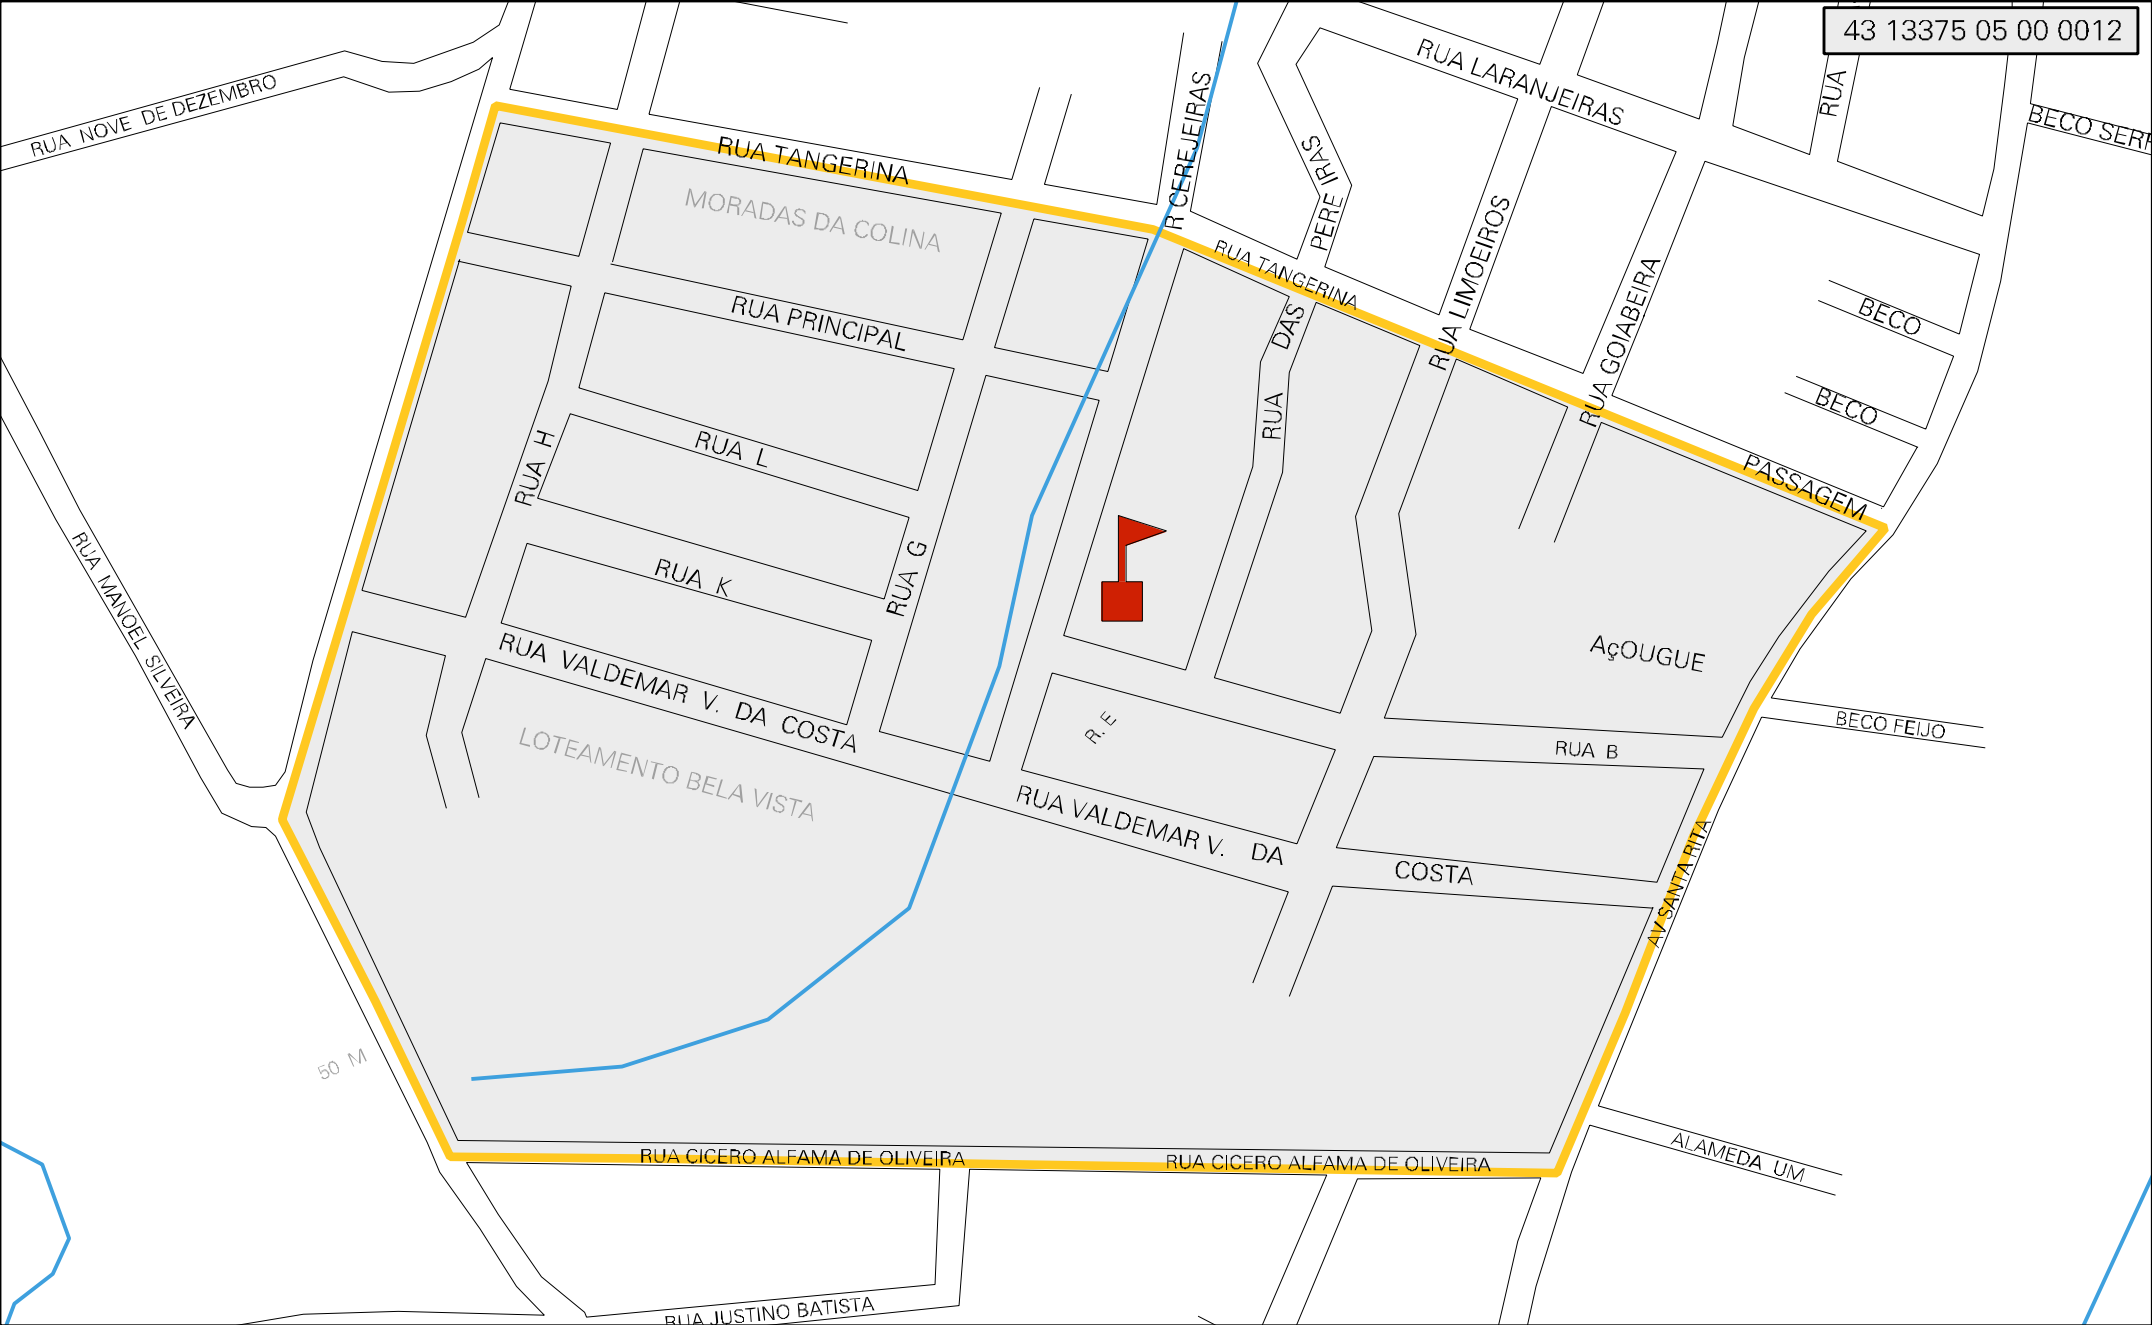 43 13375 05 00 0012
RUA LARANJEIRAS
RUA NOVE DE DEZEMBRO
RUA
BECO SERR
R CEREJEIRAS
RUA TANGERINA
PERE IRAS
MORADAS DA COLINA
RUA TANGERINA
RUA LIMOEIROS
RUA GOIABEIRA
BECO
RUA PRINCIPAL
DAS
BECO
RUA
RUA L
RUA H
PASSAGEM
RUA K
RUA G
RUA MANOEL SILVEIRA
RUA VALDEMAR V. DA COSTA
AçOUGUE
R. E
BECO FEIJO
RUA B
LOTEAMENTO BELA VISTA
RUA VALDEMAR V. DA COSTA
AV SANTA RITA
50 M
RUA CICERO ALFAMA DE OLIVEIRA
RUA CICERO ALFAMA DE OLIVEIRA
ALAMEDA UM
RUA JUSTINO BATISTA